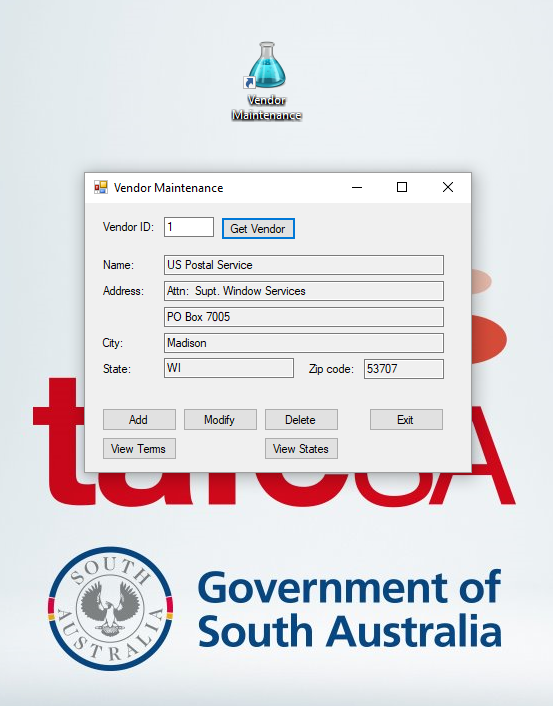 Vendor
Maintenance
Vendor Maintenance
Vendor ID: 1 Get Vendor
Name: US Postal Service
Address: Attn: Supt. Window Services
PO Box 7005
City: Madison
State: WI Zip code: 53707
Add Modify Delete Exit
View Terms View States
SOUTH
AUSTRALIA
Government of
South Australia